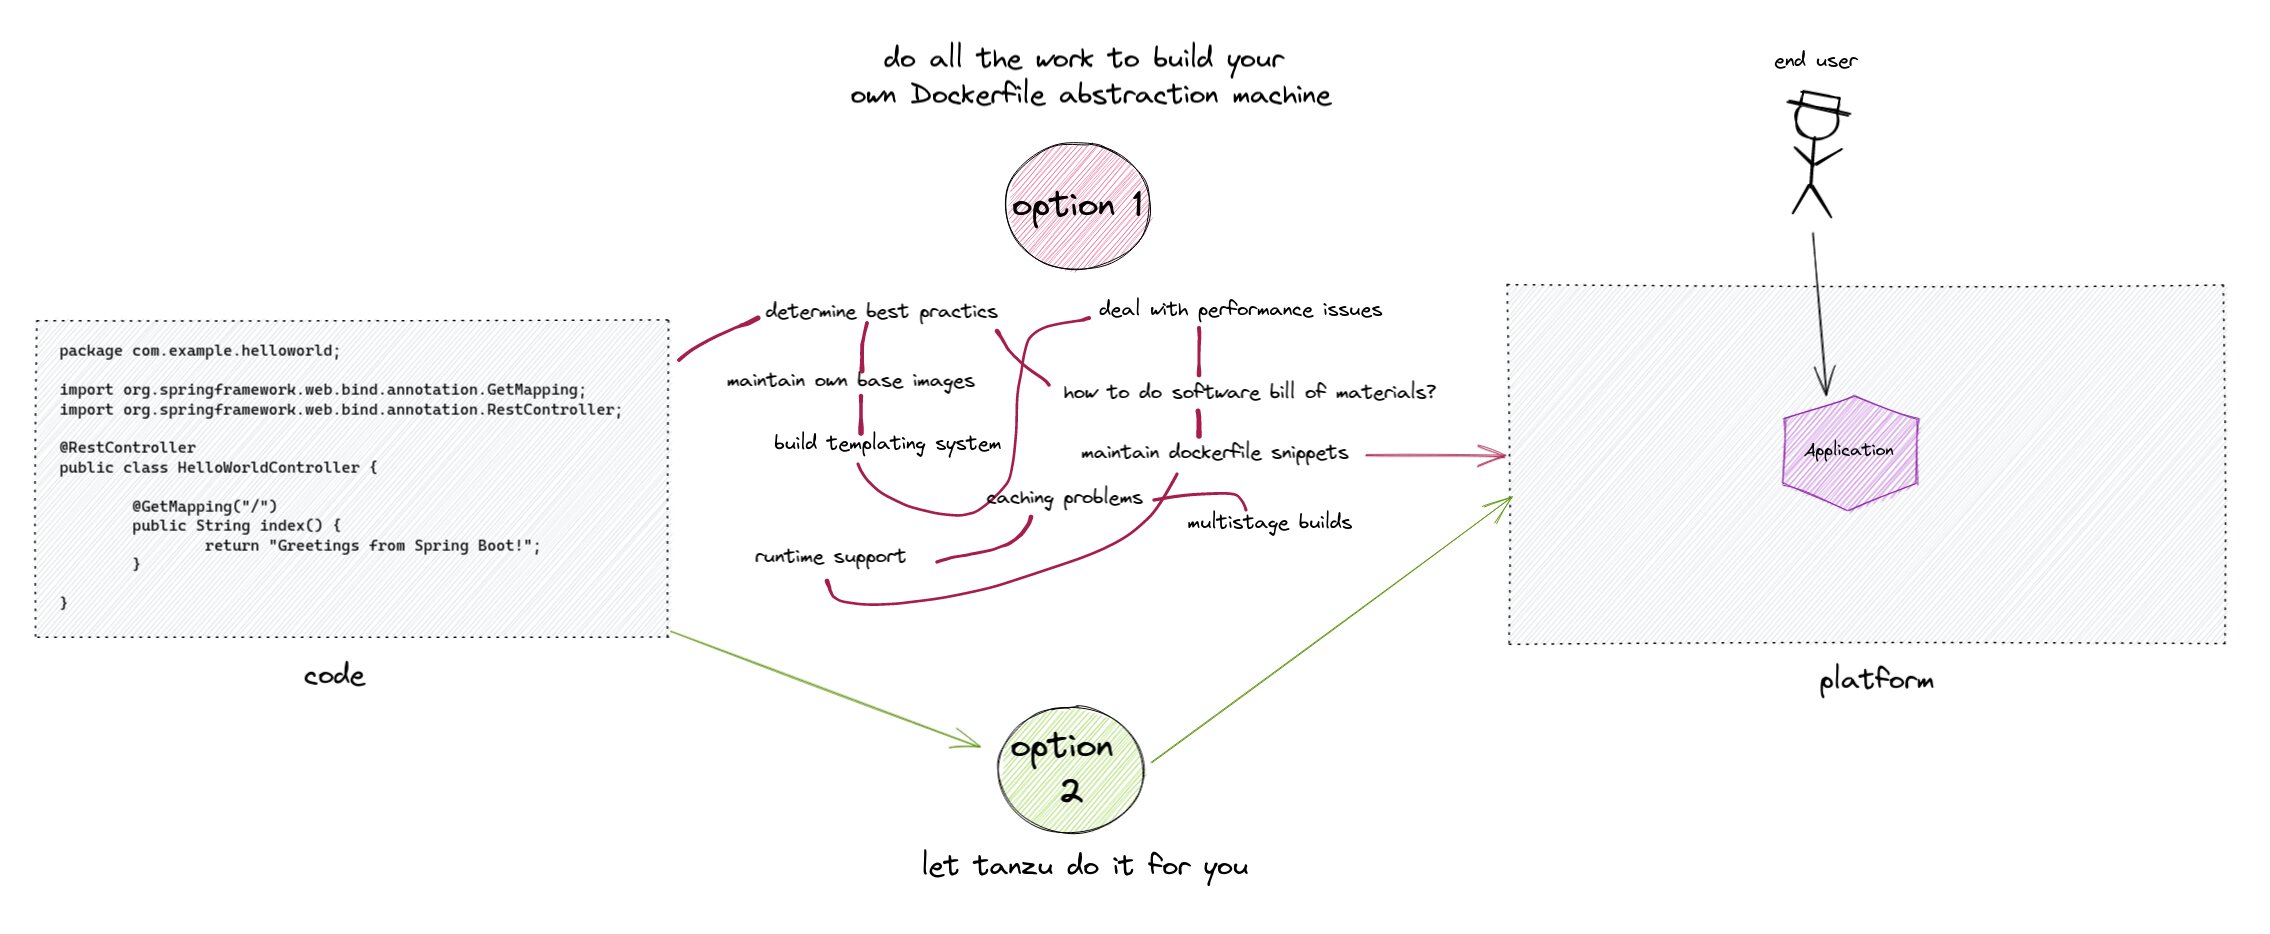 do all the work to build your
own Dockerfile abstraction machine
end user
option 1
determine best practics
deal with performance issues
maintain own base images
how to do software bill of materials?
build templating system
maintain dockerfile snippets
caching problems
multistage builds
runtime support
package com.example.helloworld;
import org.springframework.web.bind.annotation.GetMapping;
import org.springframework.web.bind.annotation.RestController;
@RestController
public class HelloWorldController {
@GetMapping("/")
public String index() {
return "Greetings from Spring Boot!";
}
}
code
Application
platform
option
2
let tanzu do it for you